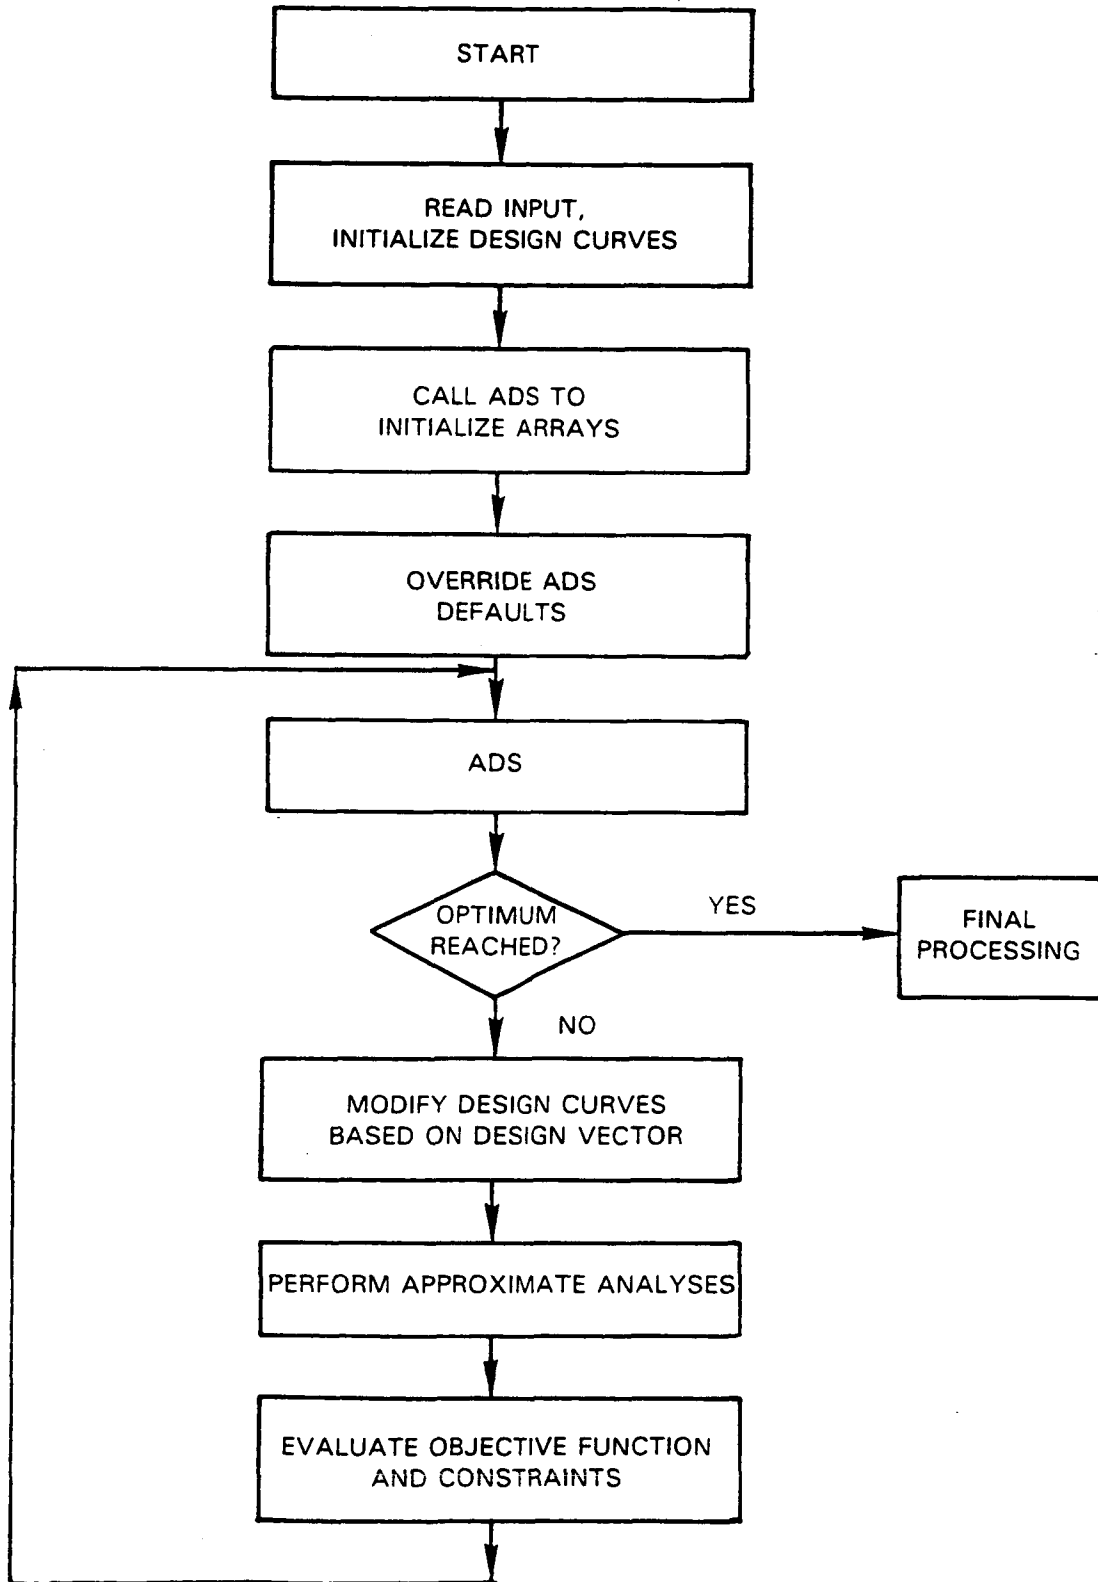 START
READ INPUT,
INITIALIZE DESIGN CURVES
CALL ADS TO
INITIALIZE ARRAYS
OVERRIDE ADS
DEFAULTS
ADS
OPTIMUM
REACHED?
YES
FINAL
PROCESSING
NO
MODIFY DESIGN CURVES
BASED ON DESIGN VECTOR
PERFORM APPROXIMATE ANALYSES
EVALUATE OBJECTIVE FUNCTION
AND CONSTRAINTS